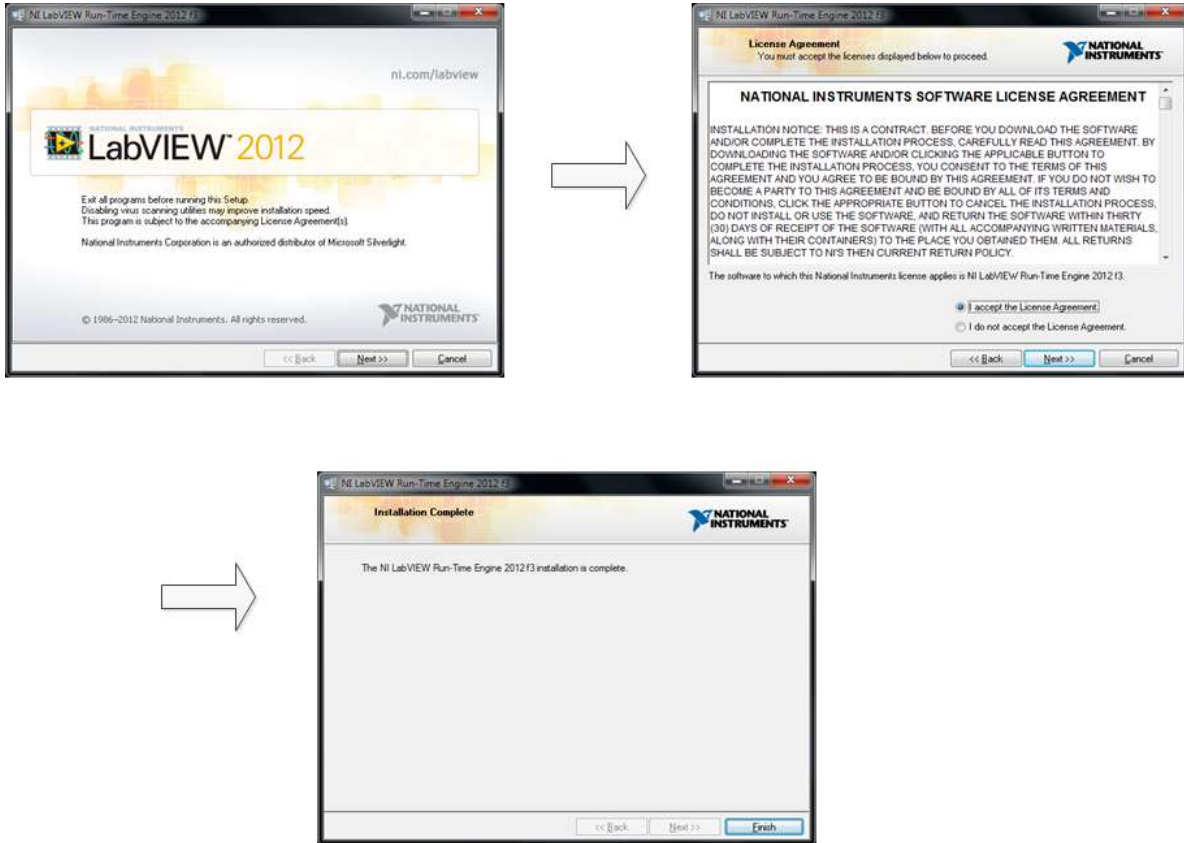 NI LabVIEW Run-Time Engine 2012 f3
ni.com/labview
NATIONAL INSTRUMENTS
LabVIEW™ 2012
Exit all programs before running this Setup.
Disabling virus scanning utilities may improve installation speed.
This program is subject to the accompanying License Agreement(s).
National Instruments Corporation is an authorized distributor of Microsoft Silverlight.
© 1986–2012 National Instruments. All rights reserved.
NATIONAL
INSTRUMENTS
<< Back Next >> Cancel
NI LabVIEW Run-Time Engine 2012 f3
License Agreement
You must accept the licenses displayed below to proceed.
NATIONAL
INSTRUMENTS
NATIONAL INSTRUMENTS SOFTWARE LICENSE AGREEMENT
INSTALLATION NOTICE: THIS IS A CONTRACT. BEFORE YOU DOWNLOAD THE SOFTWARE
AND/OR COMPLETE THE INSTALLATION PROCESS, CAREFULLY READ THIS AGREEMENT. BY
DOWNLOADING THE SOFTWARE AND/OR CLICKING THE APPLICABLE BUTTON TO
COMPLETE THE INSTALLATION PROCESS, YOU CONSENT TO THE TERMS OF THIS
AGREEMENT AND YOU AGREE TO BE BOUND BY THIS AGREEMENT. IF YOU DO NOT WISH TO
BECOME A PARTY TO THIS AGREEMENT AND BE BOUND BY ALL OF ITS TERMS AND
CONDITIONS, CLICK THE APPROPRIATE BUTTON TO CANCEL THE INSTALLATION PROCESS,
DO NOT INSTALL OR USE THE SOFTWARE, AND RETURN THE SOFTWARE WITHIN THIRTY
(30) DAYS OF RECEIPT OF THE SOFTWARE (WITH ALL ACCOMPANYING WRITTEN MATERIALS,
ALONG WITH THEIR CONTAINERS) TO THE PLACE YOU OBTAINED THEM. ALL RETURNS
SHALL BE SUBJECT TO NI'S THEN CURRENT RETURN POLICY.
The software to which this National Instruments license applies is NI LabVIEW Run-Time Engine 2012 f3.
I accept the License Agreement.
I do not accept the License Agreement.
<< Back Next >> Cancel
NI LabVIEW Run-Time Engine 2012 f3
Installation Complete
NATIONAL
INSTRUMENTS
The NI LabVIEW Run-Time Engine 2012 f3 installation is complete.
<< Back Next >> Finish